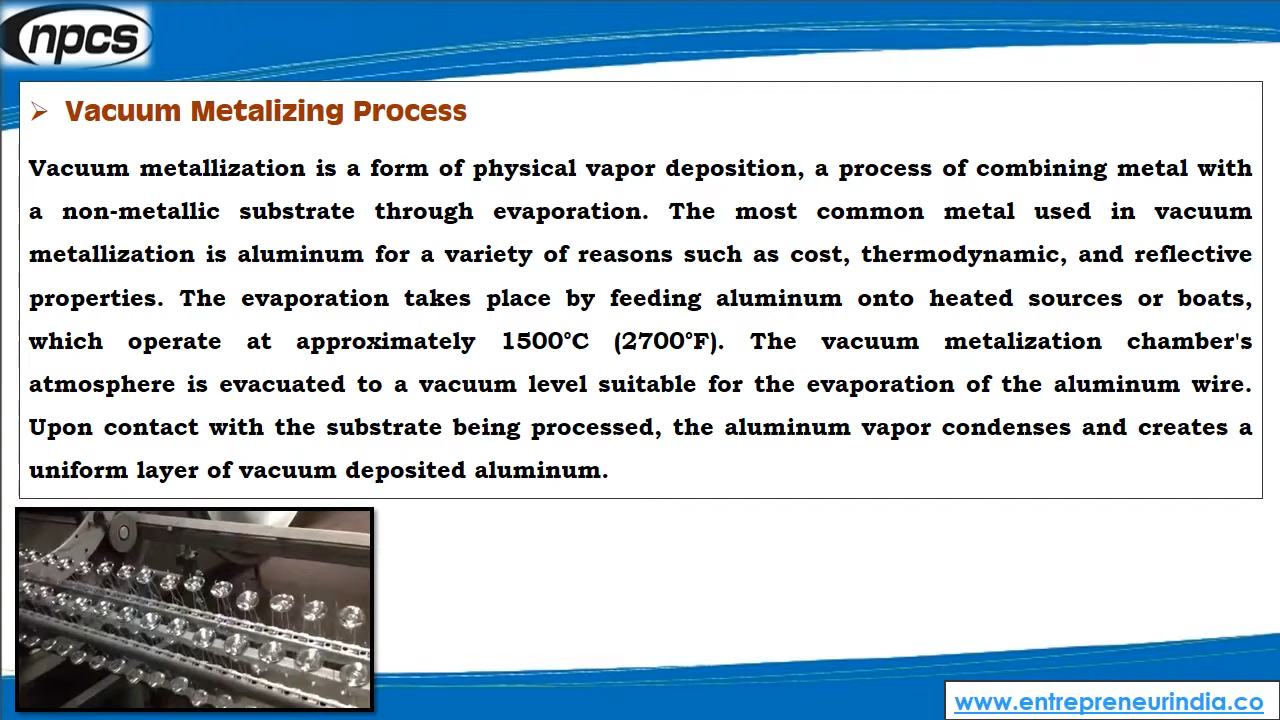 npcs
➢ Vacuum Metalizing Process
Vacuum metallization is a form of physical vapor deposition, a process of combining metal with
a non-metallic substrate through evaporation. The most common metal used in vacuum
metallization is aluminum for a variety of reasons such as cost, thermodynamic, and reflective
properties. The evaporation takes place by feeding aluminum onto heated sources or boats,
which operate at approximately 1500°C (2700°F). The vacuum metalization chamber's
atmosphere is evacuated to a vacuum level suitable for the evaporation of the aluminum wire.
Upon contact with the substrate being processed, the aluminum vapor condenses and creates a
uniform layer of vacuum deposited aluminum.
www.entrepreneurindia.co